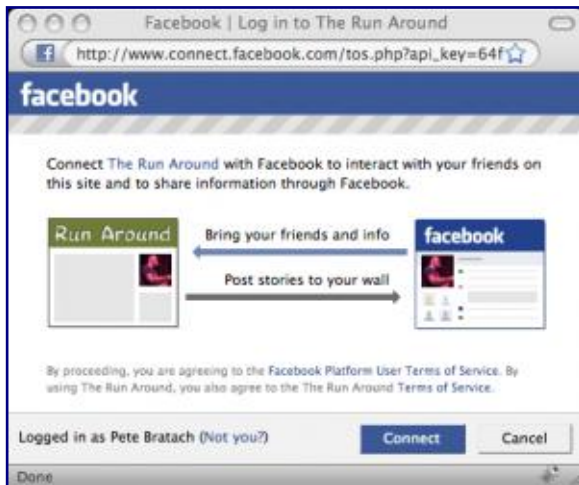 Facebook | Log in to The Run Around
http://www.connect.facebook.com/tos.php?api_key=64f
facebook
Connect The Run Around with Facebook to interact with your friends on
this site and to share information through Facebook.
Run Around
Bring your friends and info
facebook
Post stories to your wall
By proceeding, you are agreeing to the Facebook Platform User Terms of Service. By
using The Run Around, you also agree to the The Run Around Terms of Service.
Logged in as Pete Bratach (Not you?)
Connect
Cancel
Done